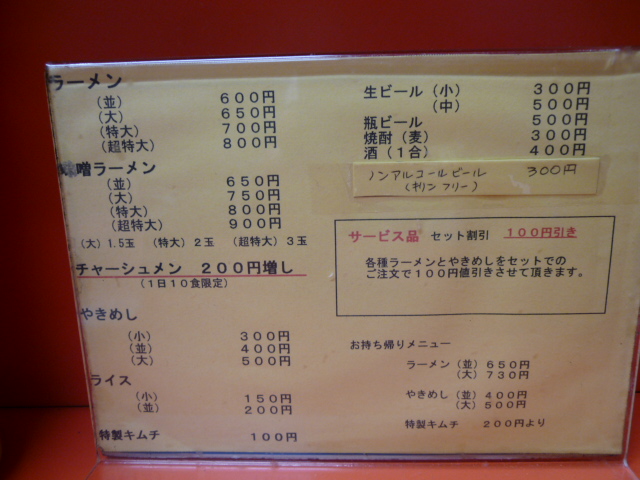 ラーメン
（並） 600円
（大） 650円
（特大） 700円
（超特大） 800円
噌ラーメン
（並） 650円
（大） 750円
（特大） 800円
（超特大） 900円
（大）1.5玉 （特大）2玉 （超特大）3玉
チャーシュメン 200円増し
（1日10食限定）
やきめし
（小） 300円
（並） 400円
（大） 500円
ライス
（小） 150円
（並） 200円
特製キムチ 100円
生ビール（小） 300円
（中） 500円
瓶ビール 500円
焼酎（麦） 300円
酒（1合） 400円
ノンアルコールビール 300円
（キリン フリー）
サービス品 セット割引 100円引き
各種ラーメンとやきめしをセットでの
ご注文で100円値引きさせて頂きます。
お持ち帰りメニュー
ラーメン（並）650円
（大）730円
やきめし（並）400円
（大）500円
特製キムチ 200円より